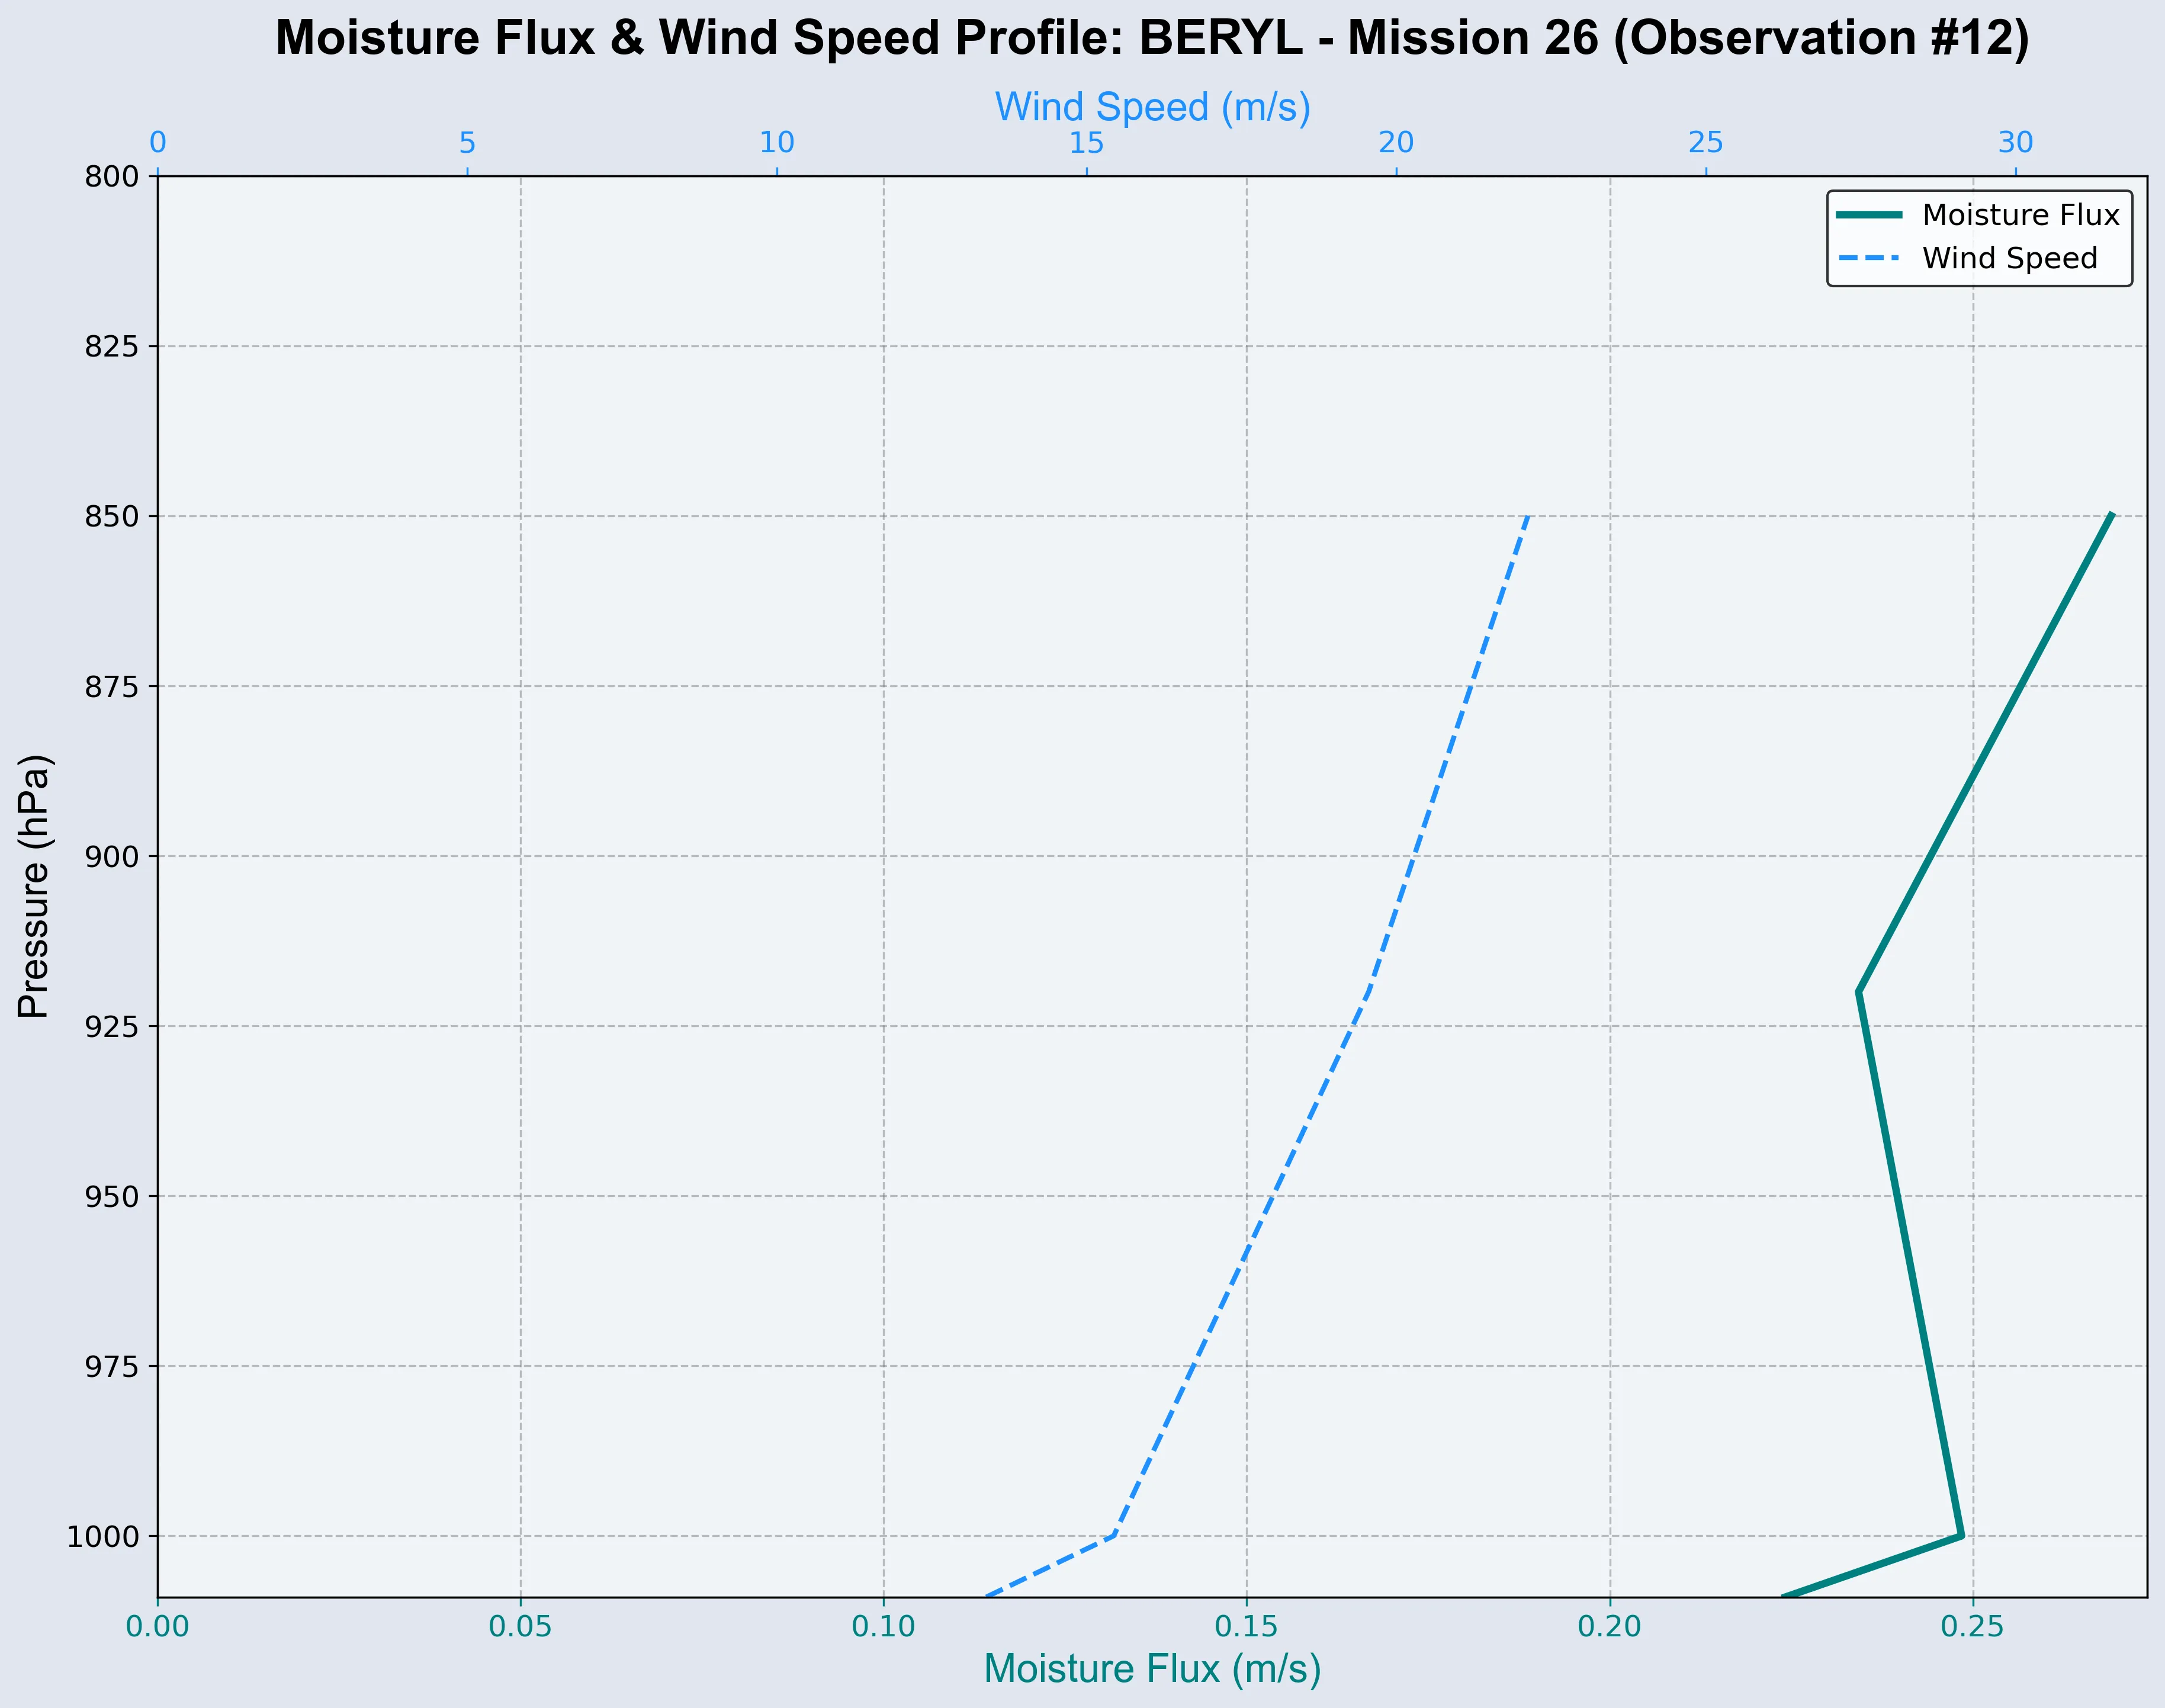 Moisture Flux & Wind Speed Profile: BERYL - Mission 26 (Observation #12)
Wind Speed (m/s)
0 5 10 15 20 25 30
Moisture Flux
Wind Speed
800
825
850
875
900
925
950
975
1000
Pressure (hPa)
0.00 0.05 0.10 0.15 0.20 0.25
Moisture Flux (m/s)